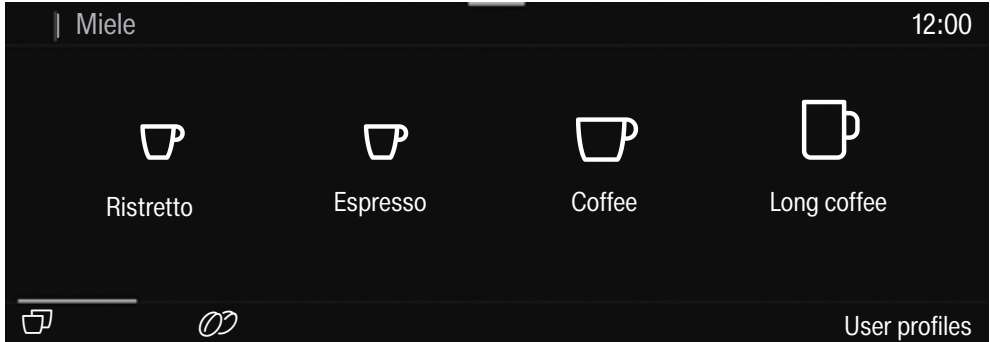 Miele
12:00
Ristretto
Espresso
Coffee
Long coffee
User profiles